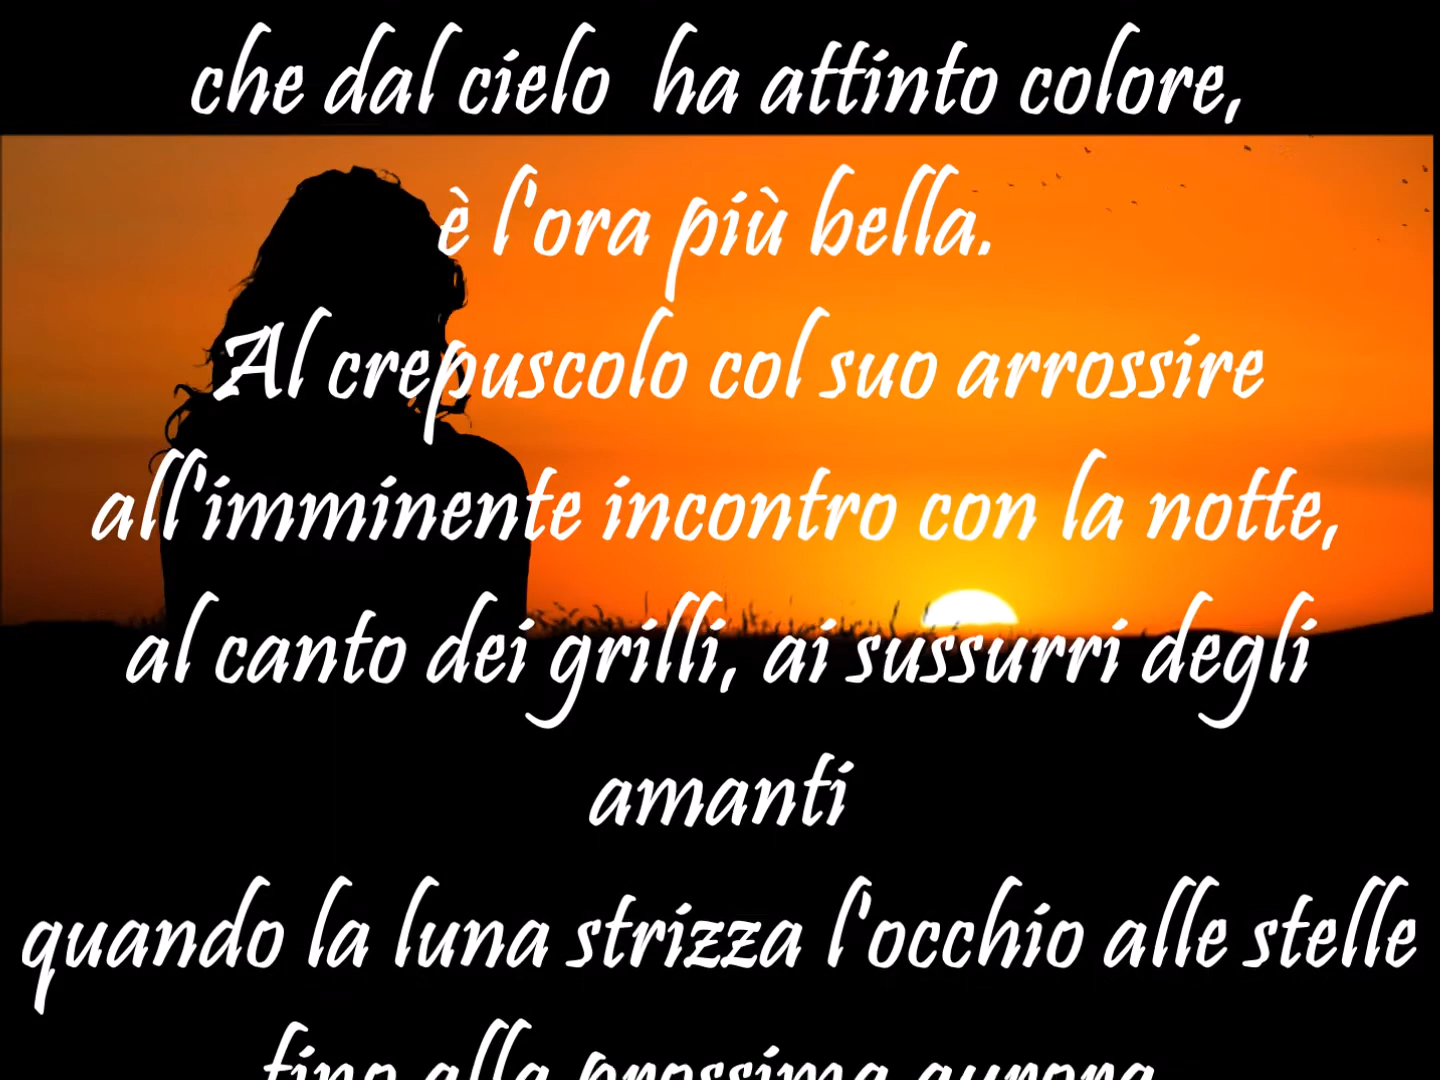 che dal cielo ha attinto colore,
è l'ora più bella.
Al crepuscolo col suo arrossire
all'imminente incontro con la notte,
al canto dei grilli, ai sussurri degli
amanti
quando la luna strizza l'occhio alle stelle
fino alla prossima aurora